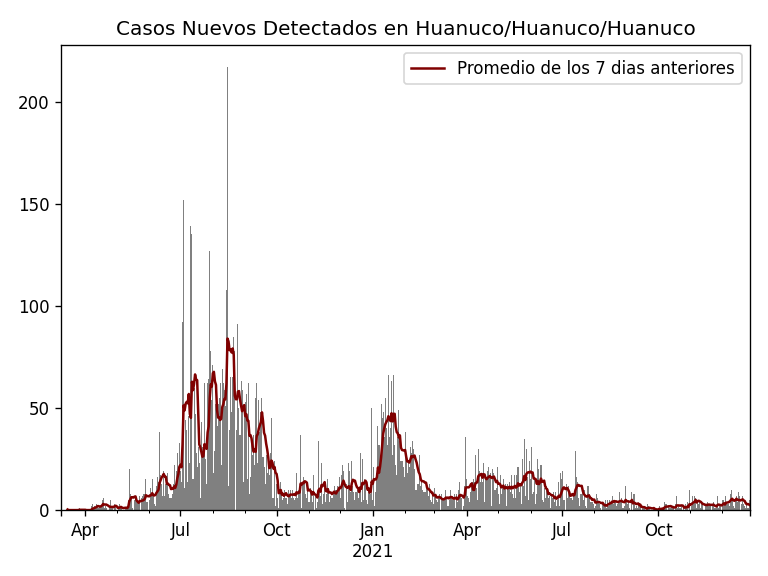 Casos Nuevos Detectados en Huanuco/Huanuco/Huanuco
Promedio de los 7 dias anteriores
200
150
100
50
0
Apr Jul Oct Jan Apr Jul Oct
2021